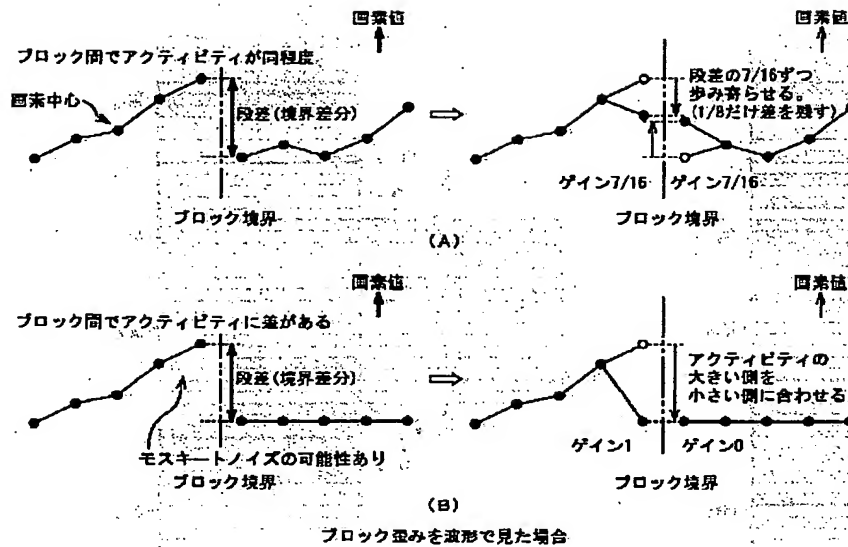 画素値
ブロック間でアクティビティが同程度
画素中心
段差(境界差分)
ブロック境界
画素値
段差の7/16ずつ
歩み寄らせる。
(1/8だけ差を残す)
ゲイン7/16
ゲイン7/16
ブロック境界
(A)
画素値
ブロック間でアクティビティに差がある
段差(境界差分)
モスキートノイズの可能性あり
ブロック境界
画素値
アクティビティの
大きい側を
小さい側に合わせる
ゲイン1
ゲイン0
ブロック境界
(B)
ブロック歪みを波形で見た場合